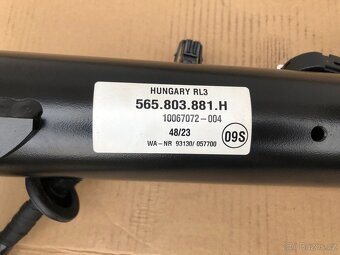 HUNGARY RL3
565.803.881.H
10067072-004
48/23
09S
WA-NR 93130/057700